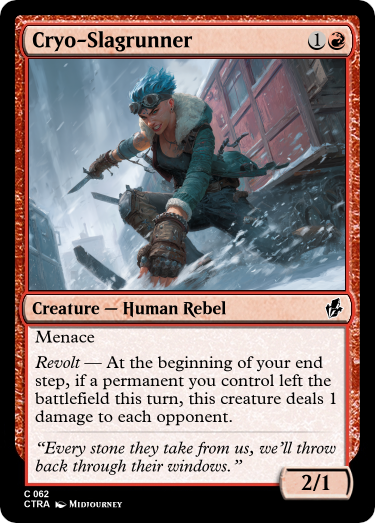 Cryo-Slagrunner 1
Creature — Human Rebel
Menace
Revolt — At the beginning of your end
step, if a permanent you control left the
battlefield this turn, this creature deals 1
damage to each opponent.
“Every stone they take from us, we’ll throw
back through their windows.”
2/1
C 062
CTRA Midjourney